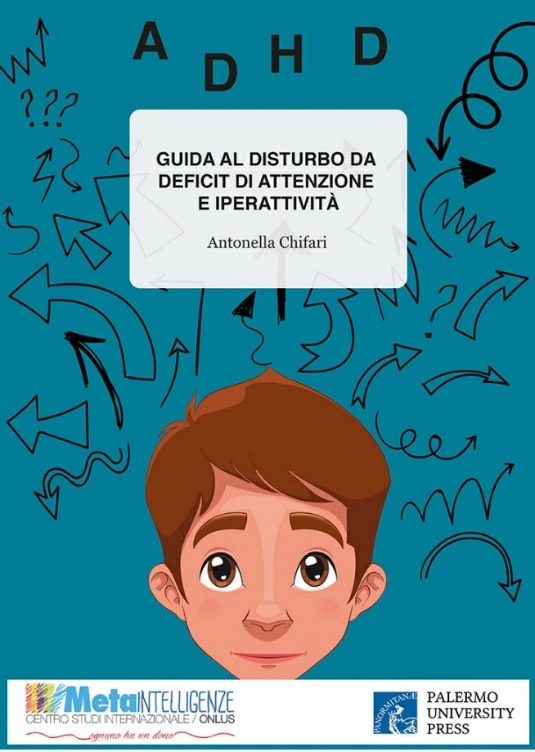 ADHD
???
GUIDA AL DISTURBO DA
DEFICIT DI ATTENZIONE
E IPERATTIVITÀ
Antonella Chifari
?
MetaINTELLIGENZE
CENTRO STUDI INTERNAZIONALE / ONLUS
ognuno ha un dono
PANORMITANÆ
PALERMO
UNIVERSITY
PRESS